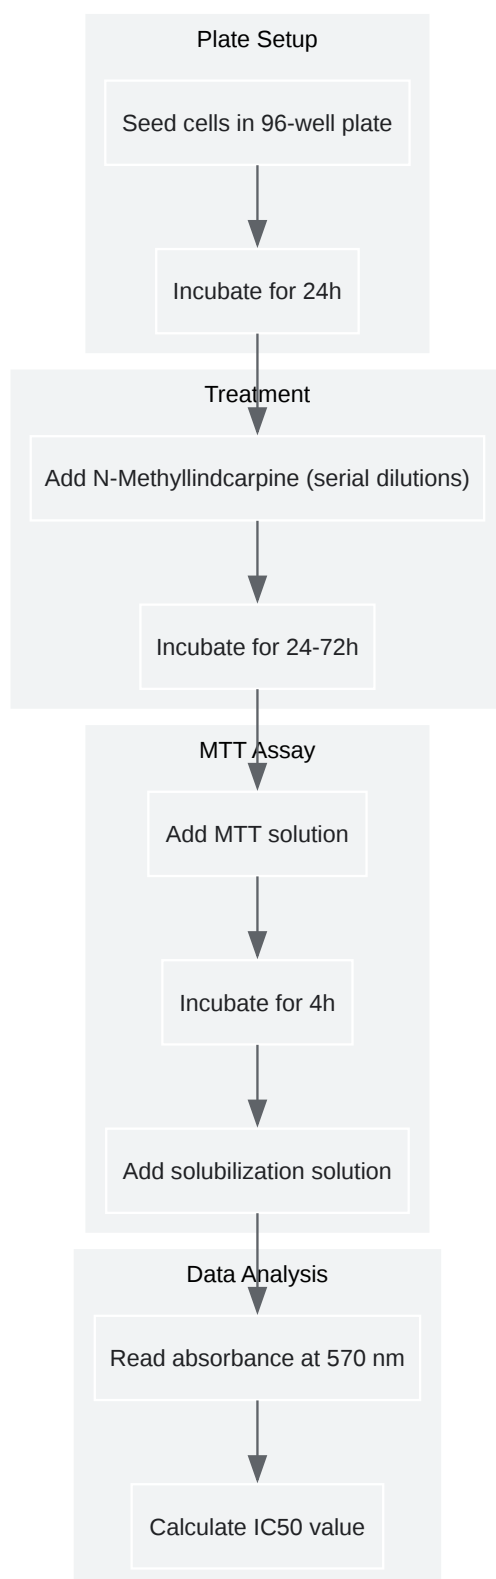 Plate Setup
Seed cells in 96-well plate
Incubate for 24h
Treatment
Add N-Methyllindcarpine (serial dilutions)
Incubate for 24-72h
MTT Assay
Add MTT solution
Incubate for 4h
Add solubilization solution
Data Analysis
Read absorbance at 570 nm
Calculate IC50 value